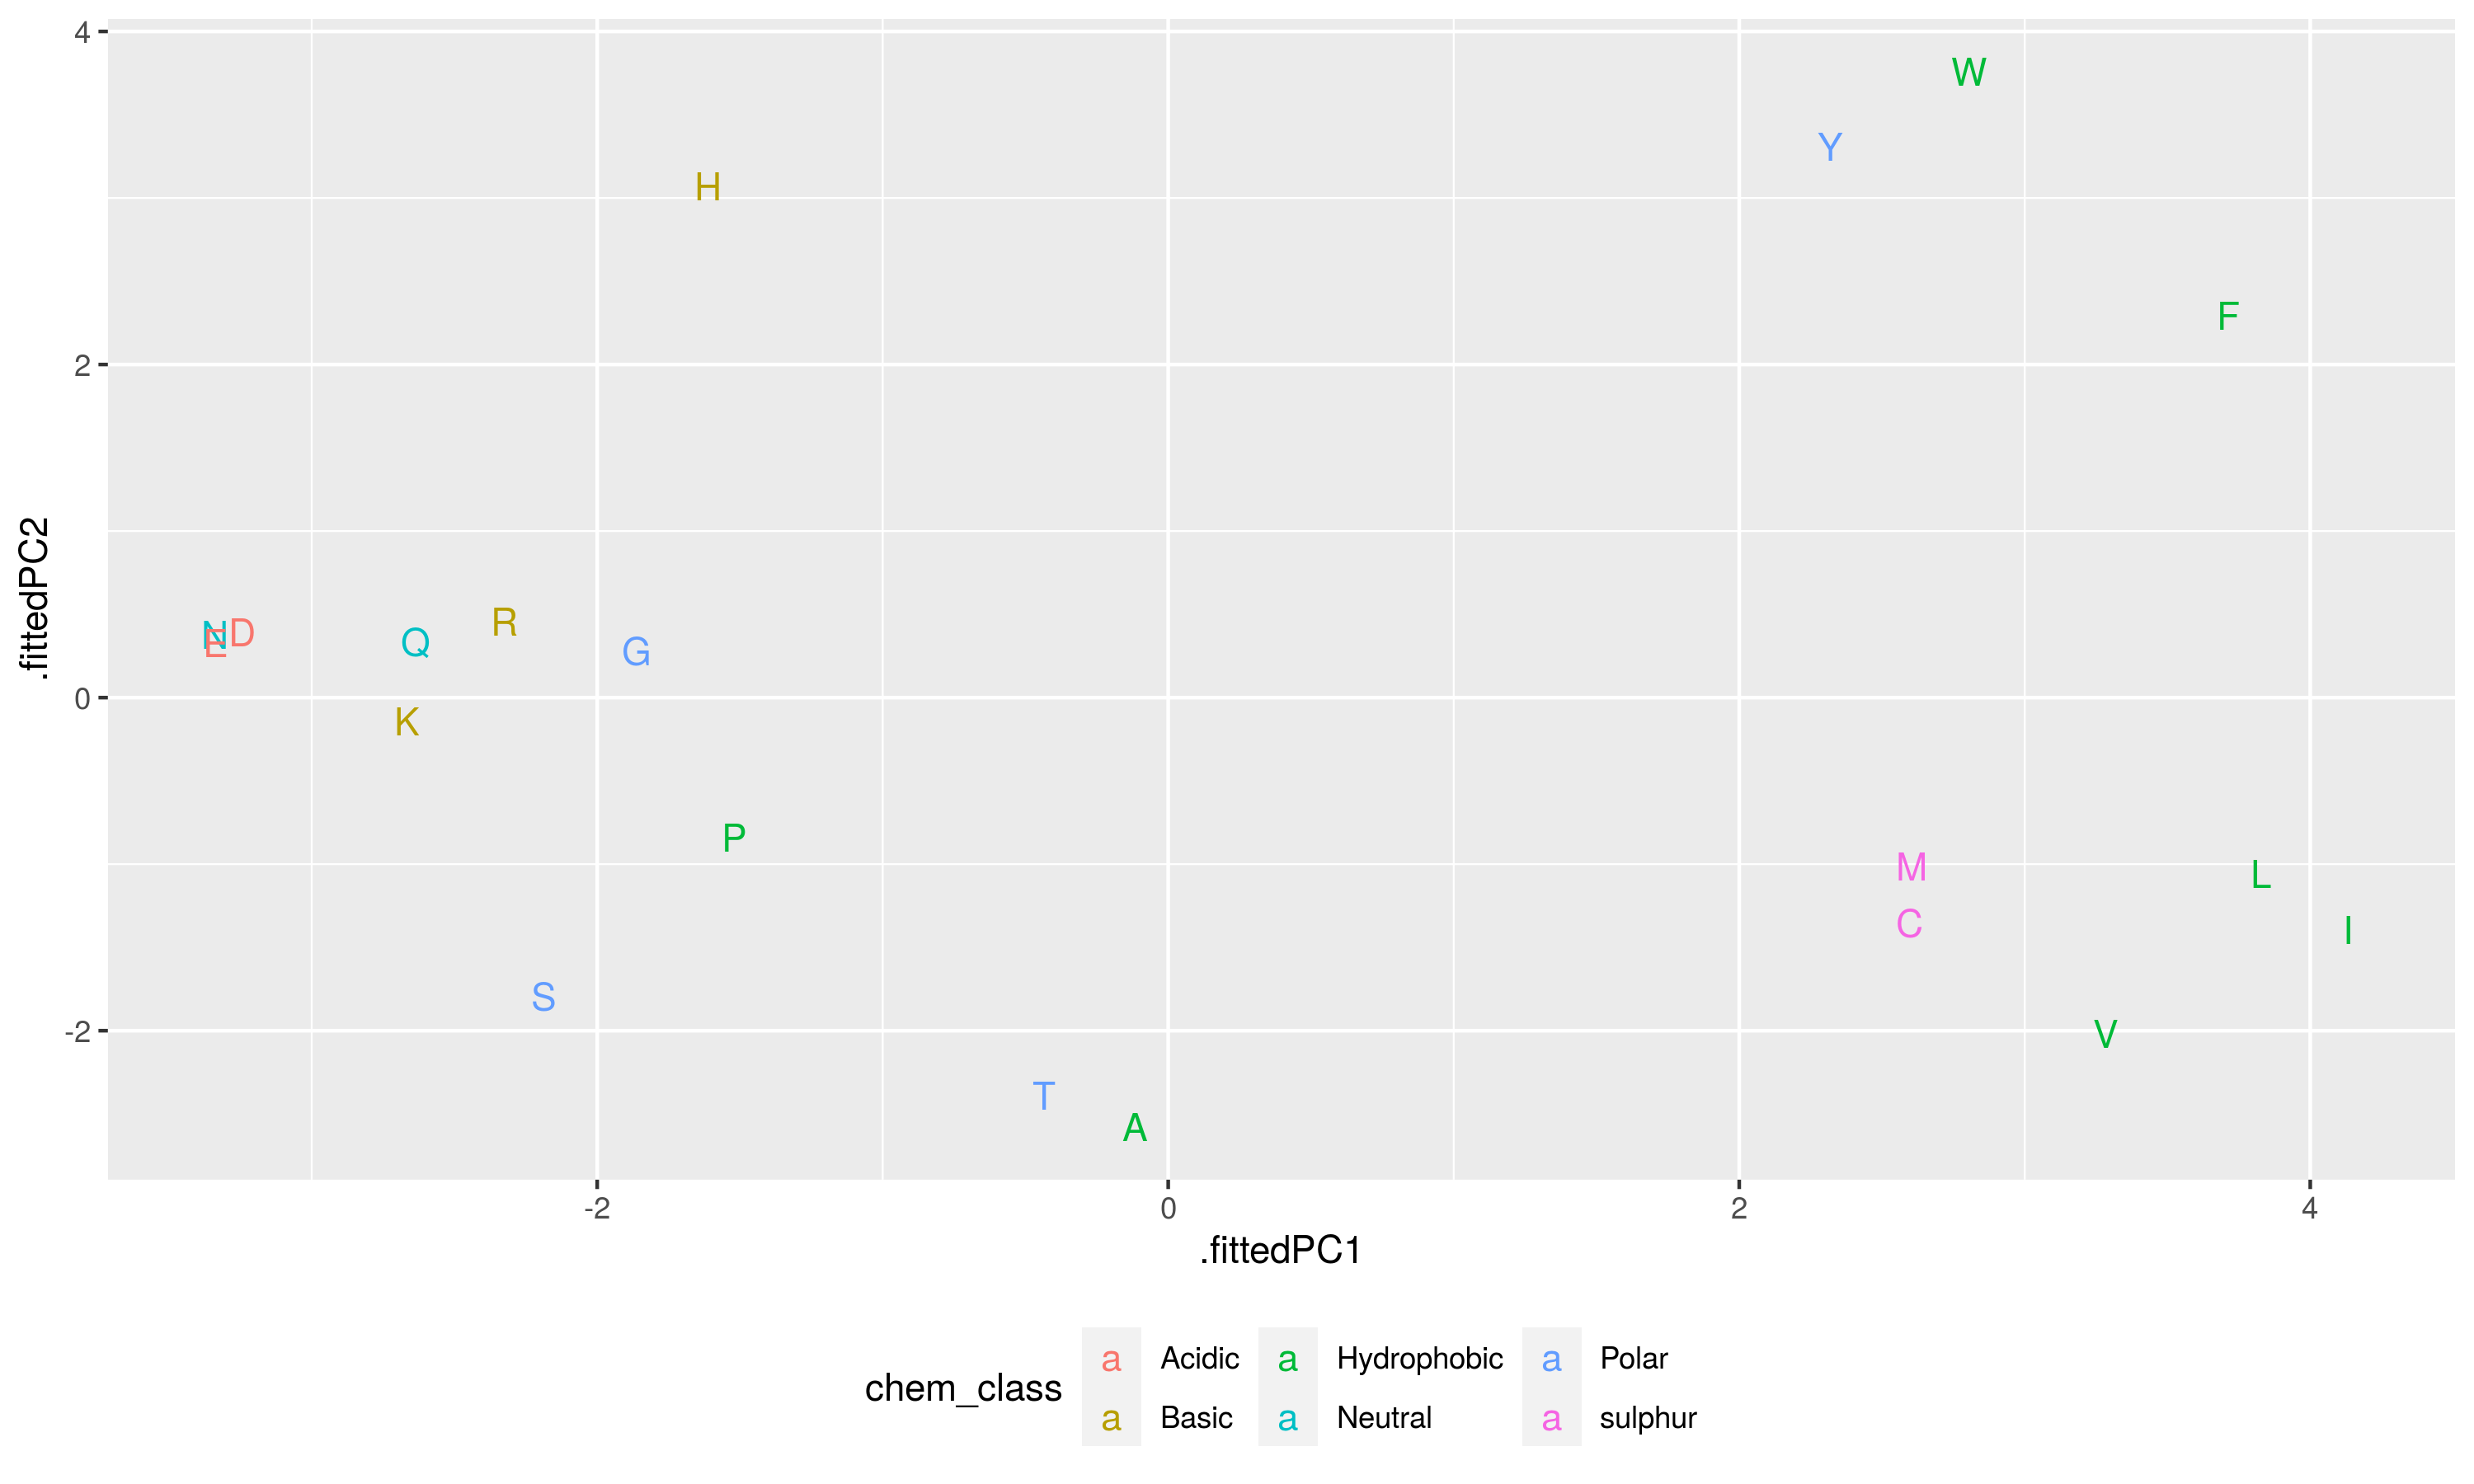 4
W
Y
H
F
2
N
E
D
Q
R
G
0
K
P
M
L
C
I
S
-2
V
T
A
-2 0 2 4
.fittedPC1
.fittedPC2
chem_class
a Acidic a Hydrophobic a Polar
a Basic a Neutral a sulphur